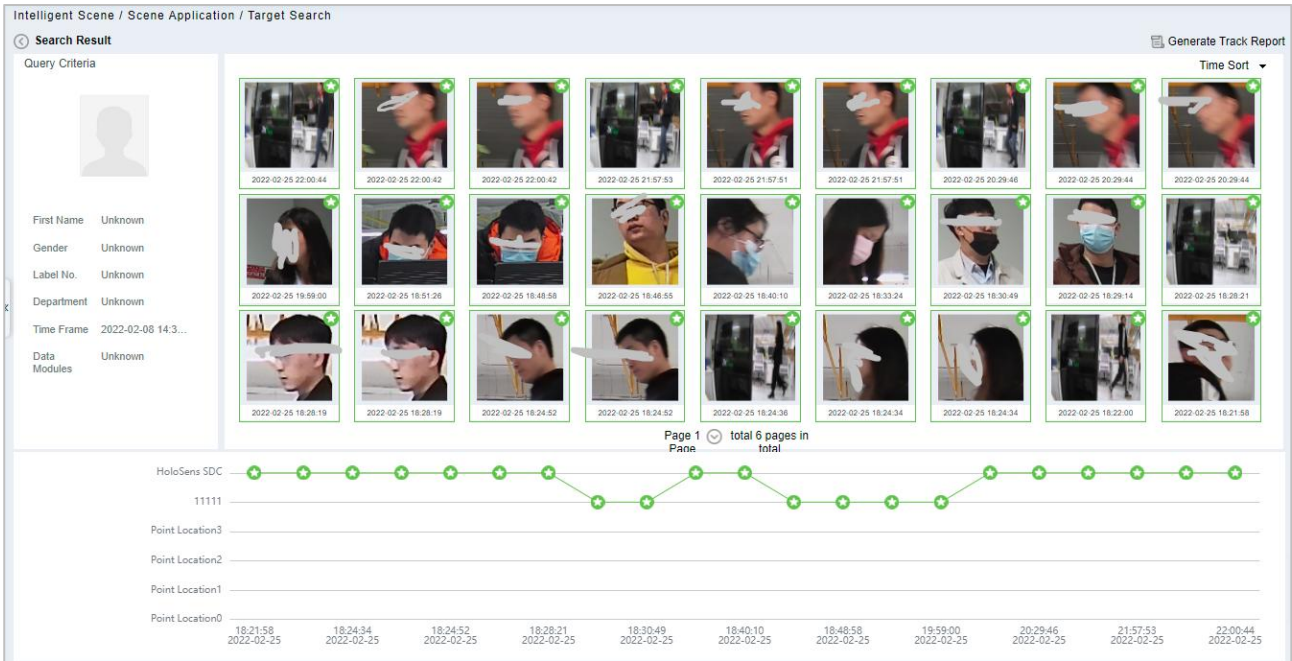 Intelligent Scene / Scene Application / Target Search
Search Result
Generate Track Report
Query Criteria
Time Sort
2022-02-25 22:00:44 2022-02-25 22:00:42 2022-02-25 22:00:42 2022-02-25 21:57:53 2022-02-25 21:57:51 2022-02-25 21:57:51 2022-02-25 20:29:46 2022-02-25 20:29:44 2022-02-25 20:29:44
First Name Unknown
Gender Unknown
Label No. Unknown
Department Unknown
Time Frame 2022-02-08 14:3...
Data Modules Unknown
2022-02-25 19:59:00 2022-02-25 18:51:26 2022-02-25 18:48:58 2022-02-25 18:46:55 2022-02-25 18:40:10 2022-02-25 18:33:24 2022-02-25 18:30:49 2022-02-25 18:29:14 2022-02-25 18:28:21
2022-02-25 18:28:19 2022-02-25 18:28:19 2022-02-25 18:24:52 2022-02-25 18:24:52 2022-02-25 18:24:36 2022-02-25 18:24:34 2022-02-25 18:24:34 2022-02-25 18:22:00 2022-02-25 18:21:58
Page 1 total 6 pages in
Page total
HoloSens SDC
11111
Point Location3
Point Location2
Point Location1
Point Location0
18:21:58 18:24:34 18:24:52 18:28:21 18:30:49 18:40:10 18:48:58 19:59:00 20:29:46 21:57:53 22:00:44
2022-02-25 2022-02-25 2022-02-25 2022-02-25 2022-02-25 2022-02-25 2022-02-25 2022-02-25 2022-02-25 2022-02-25 2022-02-25